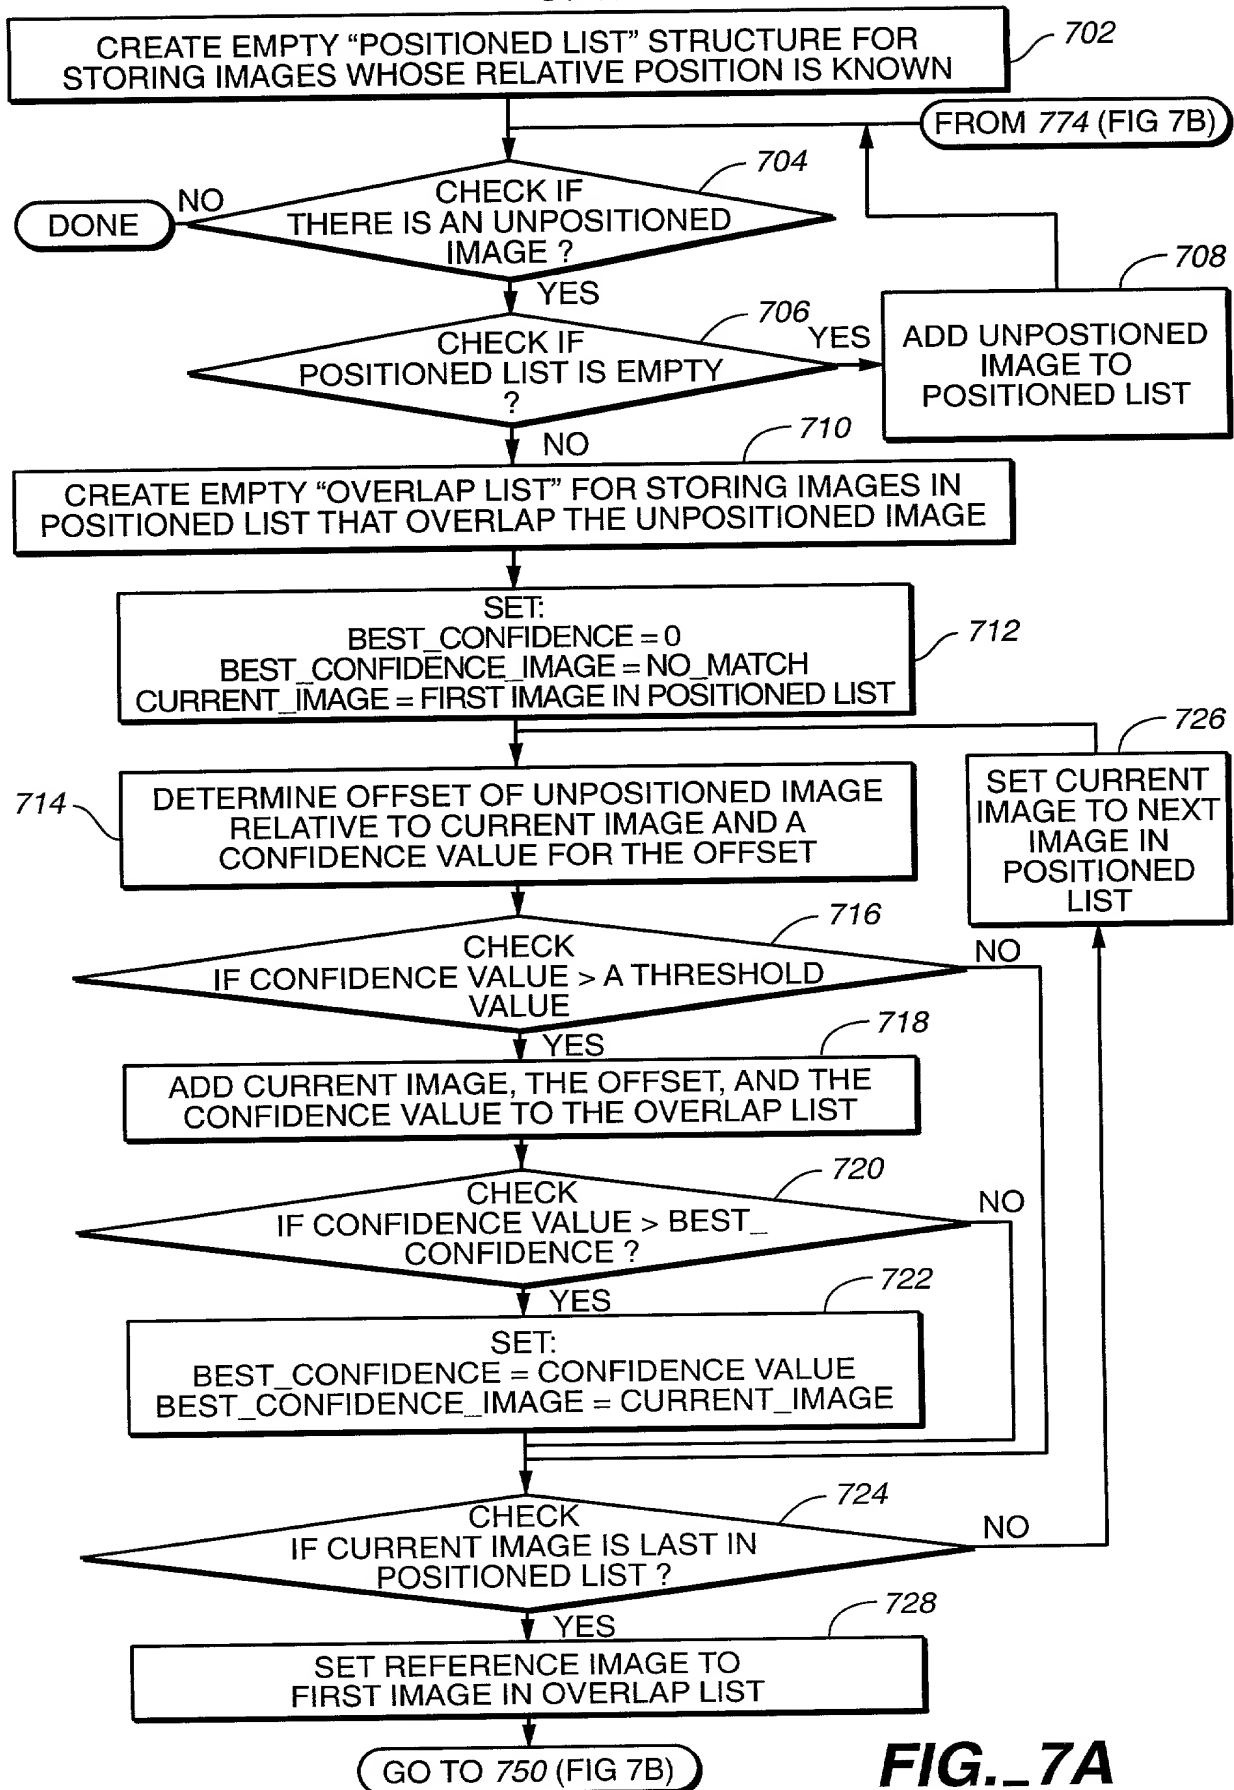 CREATE EMPTY “POSITIONED LIST” STRUCTURE FOR
STORING IMAGES WHOSE RELATIVE POSITION IS KNOWN
702
FROM 774 (FIG 7B)
704
NO
DONE
CHECK IF
THERE IS AN UNPOSITIONED
IMAGE ?
YES
706
CHECK IF
POSITIONED LIST IS EMPTY
?
YES
708
ADD UNPOSTIONED
IMAGE TO
POSITIONED LIST
NO
710
CREATE EMPTY “OVERLAP LIST” FOR STORING IMAGES IN
POSITIONED LIST THAT OVERLAP THE UNPOSITIONED IMAGE
SET:
BEST_CONFIDENCE = 0
BEST_CONFIDENCE_IMAGE = NO_MATCH
CURRENT_IMAGE = FIRST IMAGE IN POSITIONED LIST
712
726
SET CURRENT
IMAGE TO NEXT
IMAGE IN
POSITIONED
LIST
714
DETERMINE OFFSET OF UNPOSITIONED IMAGE
RELATIVE TO CURRENT IMAGE AND A
CONFIDENCE VALUE FOR THE OFFSET
716
CHECK
IF CONFIDENCE VALUE > A THRESHOLD
VALUE
NO
YES
718
ADD CURRENT IMAGE, THE OFFSET, AND THE
CONFIDENCE VALUE TO THE OVERLAP LIST
720
CHECK
IF CONFIDENCE VALUE > BEST_
CONFIDENCE ?
NO
YES
722
SET:
BEST_CONFIDENCE = CONFIDENCE VALUE
BEST_CONFIDENCE_IMAGE = CURRENT_IMAGE
724
CHECK
IF CURRENT IMAGE IS LAST IN
POSITIONED LIST ?
NO
YES
728
SET REFERENCE IMAGE TO
FIRST IMAGE IN OVERLAP LIST
GO TO 750 (FIG 7B)
FIG._7A